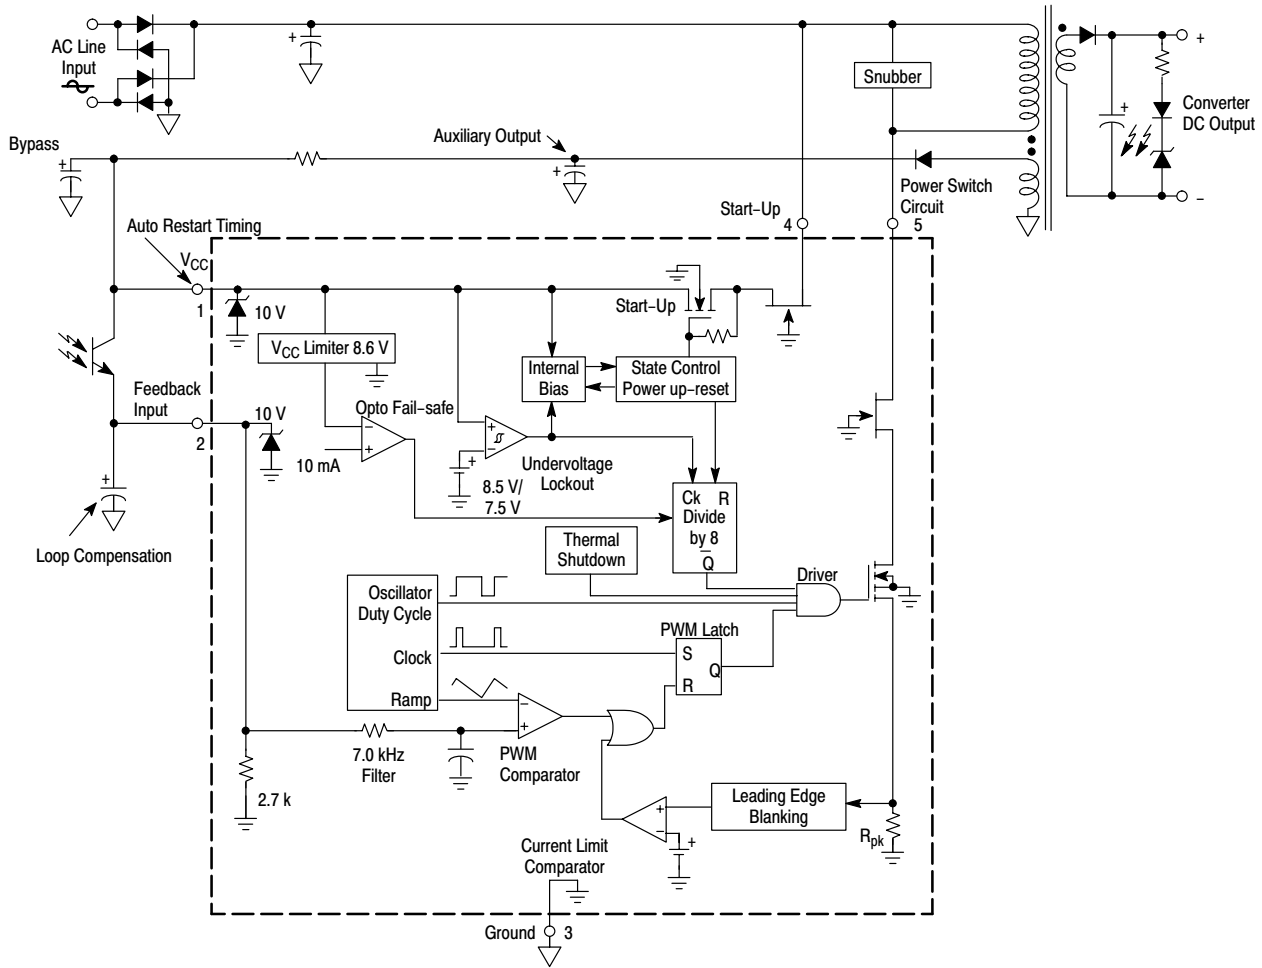 AC Line
Input
+
Snubber
+
+
Converter
DC Output
−
Bypass
+
Auxiliary Output
+
Power Switch
Circuit
Start−Up
4
5
Auto Restart Timing
VCC
1
10 V
Start−Up
VCC Limiter 8.6 V
Internal
Bias
State Control
Power up−reset
Feedback
Input
2
10 V
Opto Fail−safe
−
+
10 mA
+
−
+
8.5 V/
7.5 V
Undervoltage
Lockout
+
Loop Compensation
Ck R
Divide
by 8
Q
Thermal
Shutdown
Driver
Oscillator
Duty Cycle
Clock
Ramp
PWM Latch
S
Q
R
−
+
PWM
Comparator
7.0 kHz
Filter
2.7 k
Leading Edge
Blanking
+
−
+
Rpk
Current Limit
Comparator
Ground
3